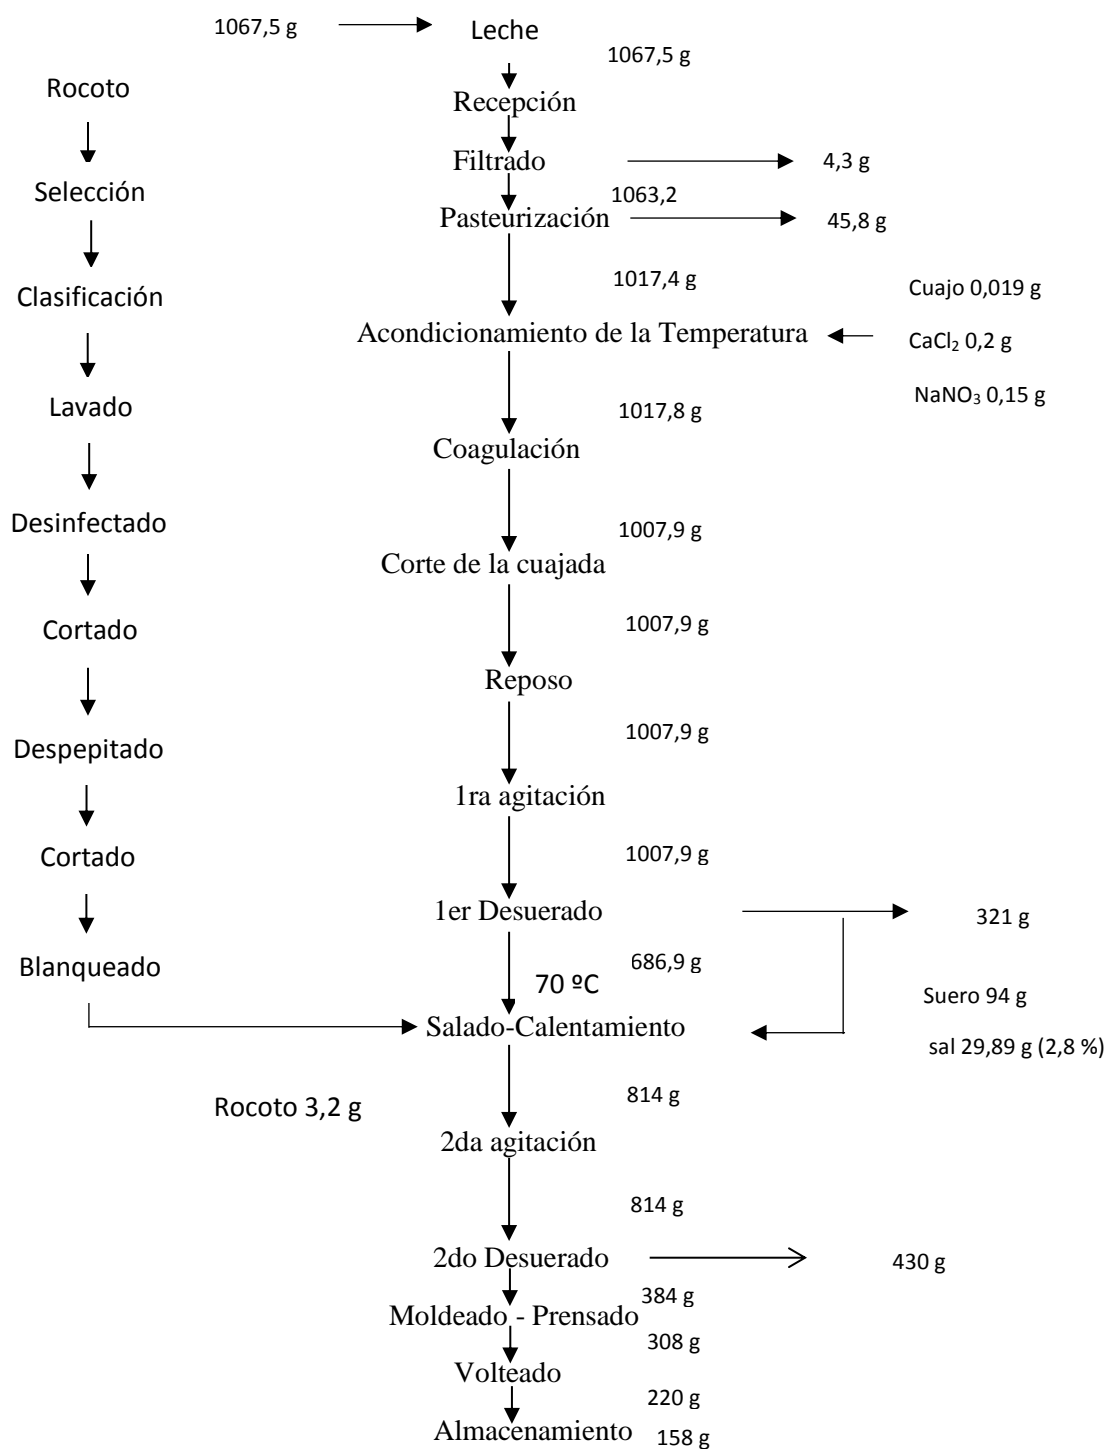 1067,5 g
Leche
1067,5 g
Rocoto
Recepción
Filtrado
4,3 g
Selección
1063,2
Pasteurización
45,8 g
Clasificación
1017,4 g
Cuajo 0,019 g
Acondicionamiento de la Temperatura
CaCl₂ 0,2 g
NaNO₃ 0,15 g
Lavado
1017,8 g
Coagulación
Desinfectado
1007,9 g
Corte de la cuajada
Cortado
1007,9 g
Reposo
Despepitado
1007,9 g
1ra agitación
Cortado
1007,9 g
1er Desuerado
321 g
Blanqueado
686,9 g
70 ºC
Suero 94 g
Salado-Calentamiento
sal 29,89 g (2,8 %)
Rocoto 3,2 g
814 g
2da agitación
814 g
2do Desuerado
430 g
384 g
Moldeado - Prensado
308 g
Volteado
220 g
Almacenamiento
158 g